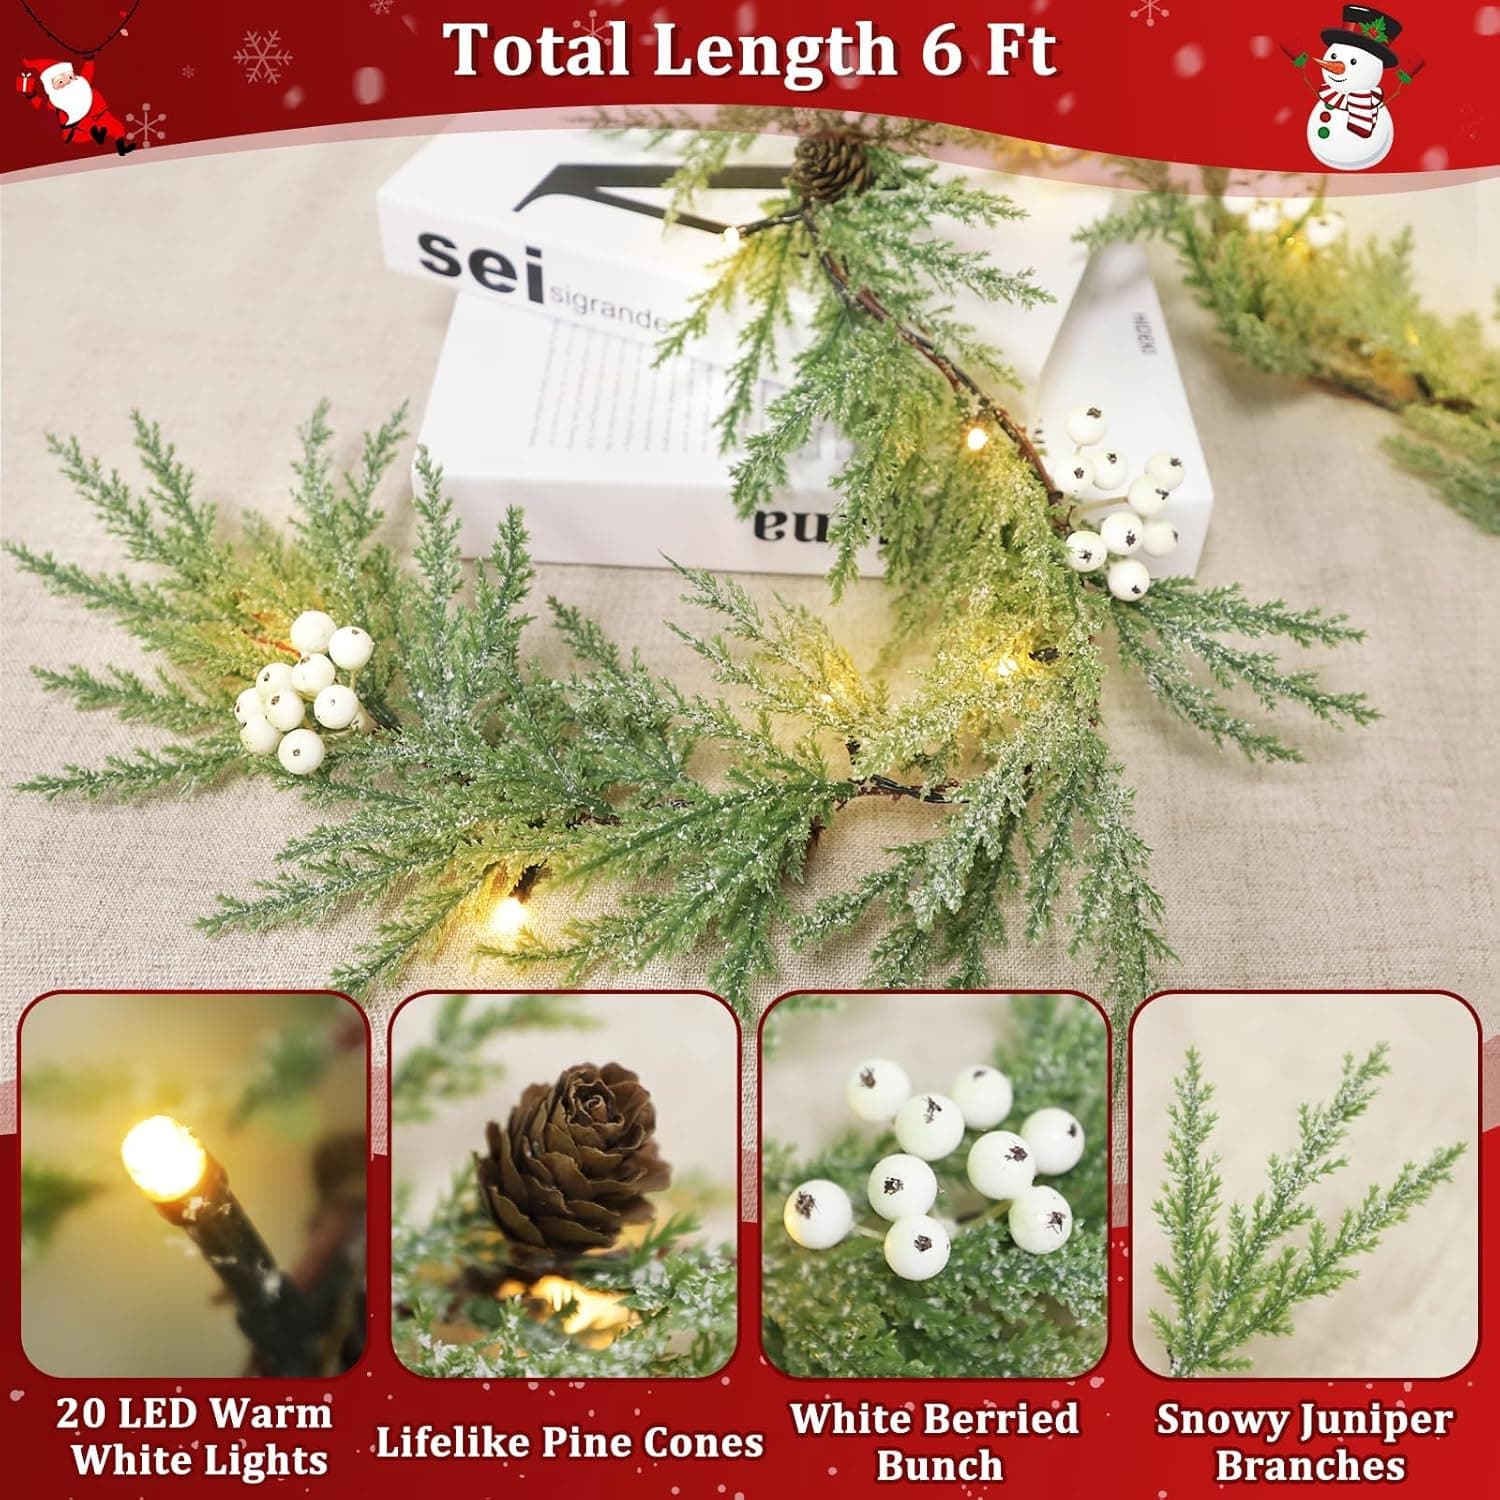 Total Length 6 Ft
sei sigrande
HIDEKI
20 LED Warm
White Lights
Lifelike Pine Cones
White Berried
Bunch
Snowy Juniper
Branches